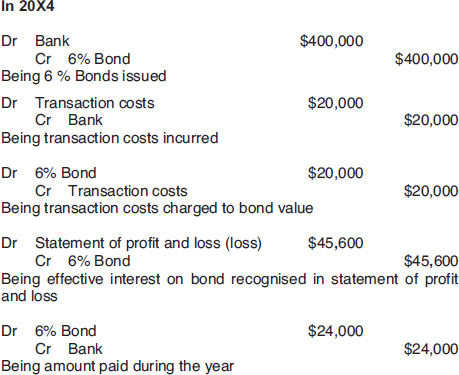 In 20X4
Dr Bank $400,000
Cr 6% Bond $400,000
Being 6 % Bonds issued
Dr Transaction costs $20,000
Cr Bank $20,000
Being transaction costs incurred
Dr 6% Bond $20,000
Cr Transaction costs $20,000
Being transaction costs charged to bond value
Dr Statement of profit and loss (loss) $45,600
Cr 6% Bond $45,600
Being effective interest on bond recognised in statement of profit
and loss
Dr 6% Bond $24,000
Cr Bank $24,000
Being amount paid during the year